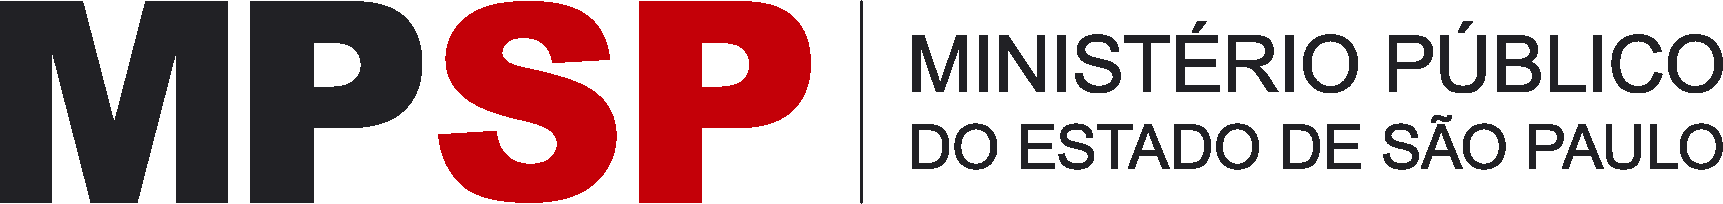 MPSP
MINISTÉRIO PÚBLICO
DO ESTADO DE SÃO PAULO